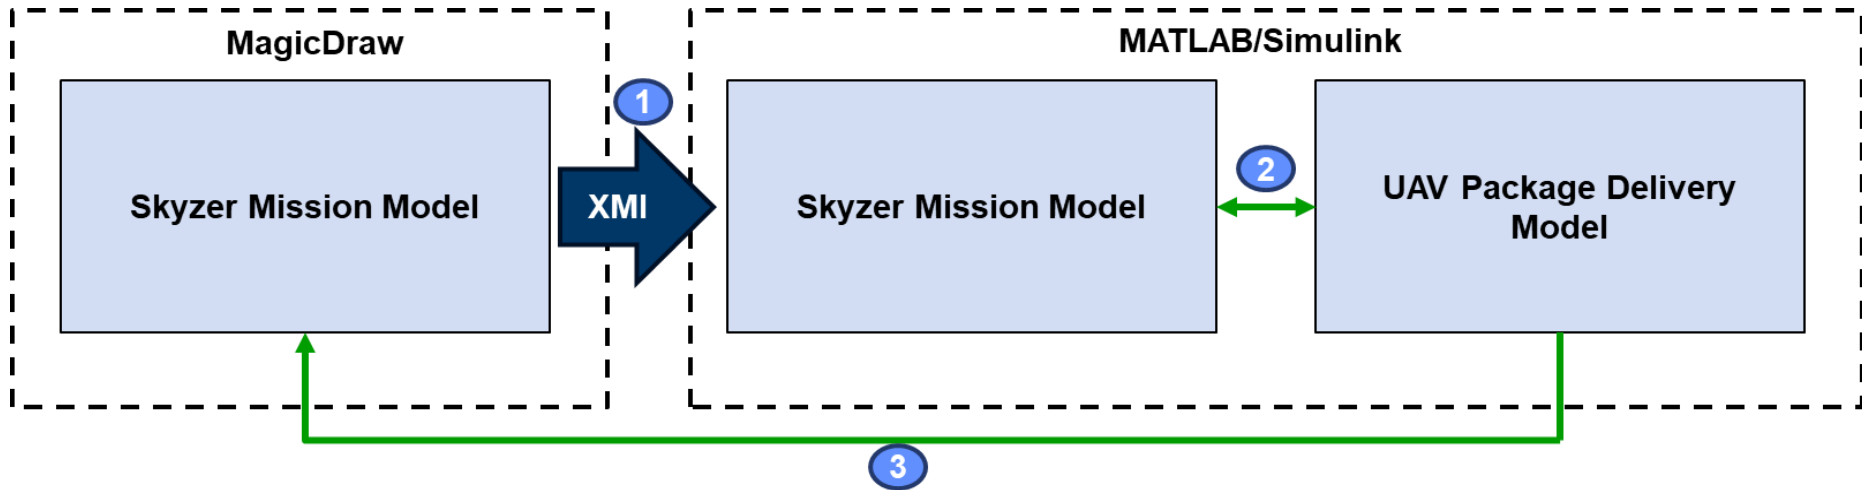 MagicDraw
MATLAB/Simulink
1
Skyzer Mission Model
XMI
Skyzer Mission Model
2
UAV Package Delivery
Model
3